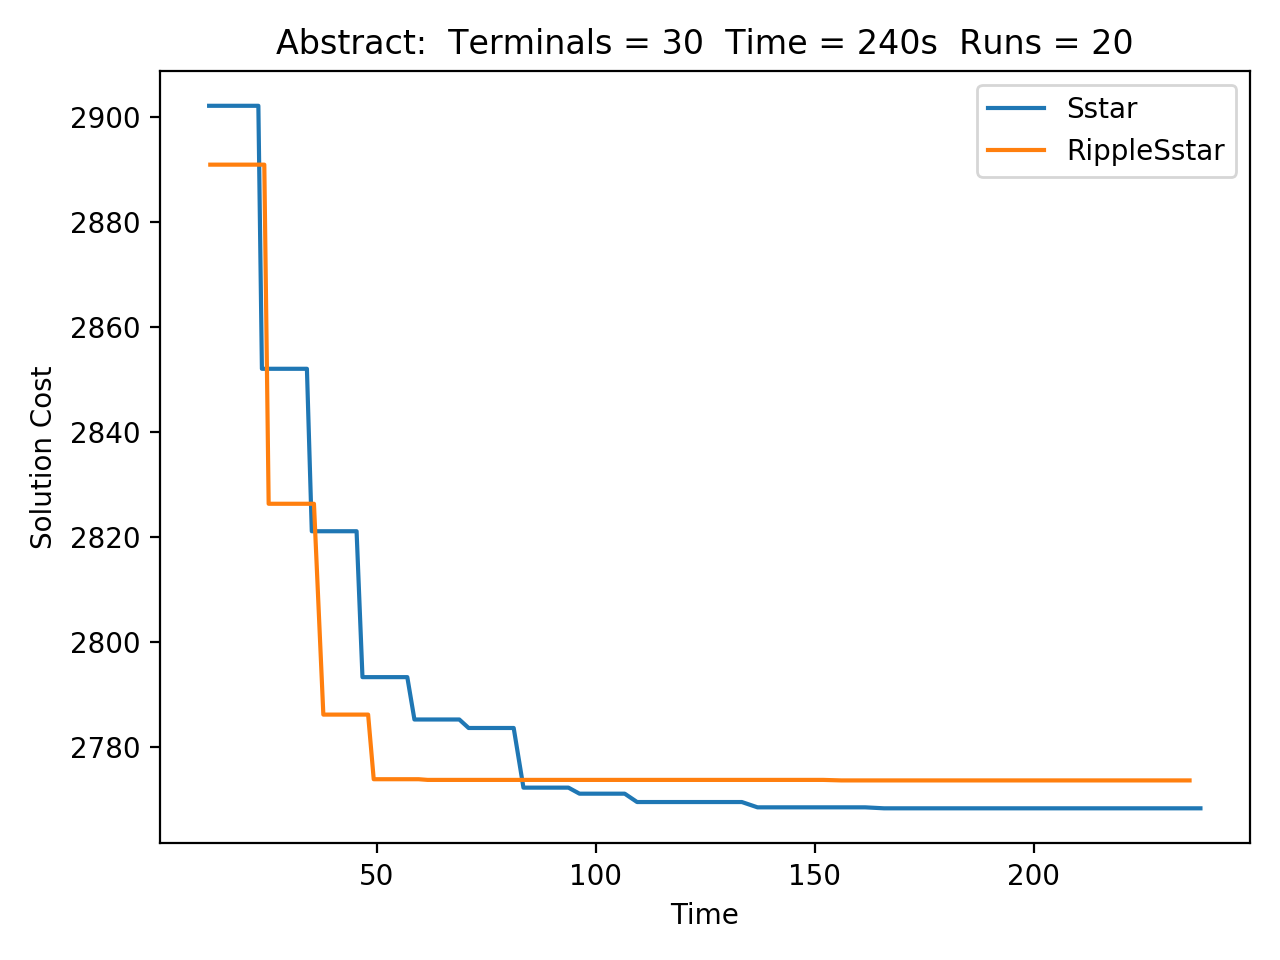 Abstract:  Terminals = 30  Time = 240s  Runs = 20
Sstar
RippleSstar
Solution Cost
2900
2880
2860
2840
2820
2800
2780
50 100 150 200
Time